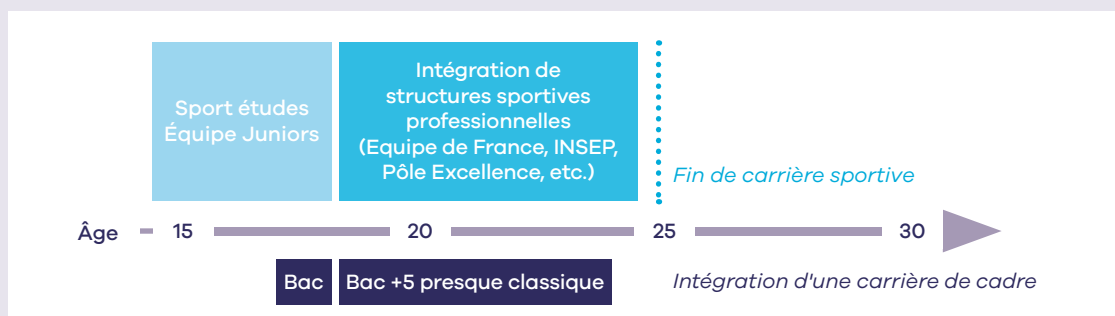 Sport études
Équipe Juniors
Intégration de
structures sportives
professionnelles
(Equipe de France, INSEP,
Pôle Excellence, etc.)
Fin de carrière sportive
Âge 15 20 25 30
Bac
Bac +5 presque classique
Intégration d'une carrière de cadre